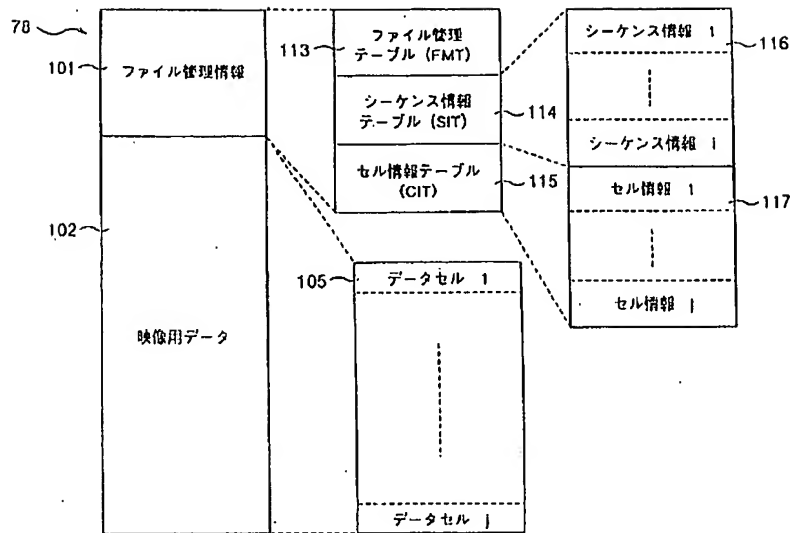 78
101
ファイル管理情報
102
映像用データ
113
ファイル管理
テーブル (FMT)
シーケンス情報
テーブル (SIT)
114
セル情報テーブル
(CIT)
115
105
データセル 1
データセル j
シーケンス情報 1
116
シーケンス情報 i
セル情報 1
117
セル情報 j